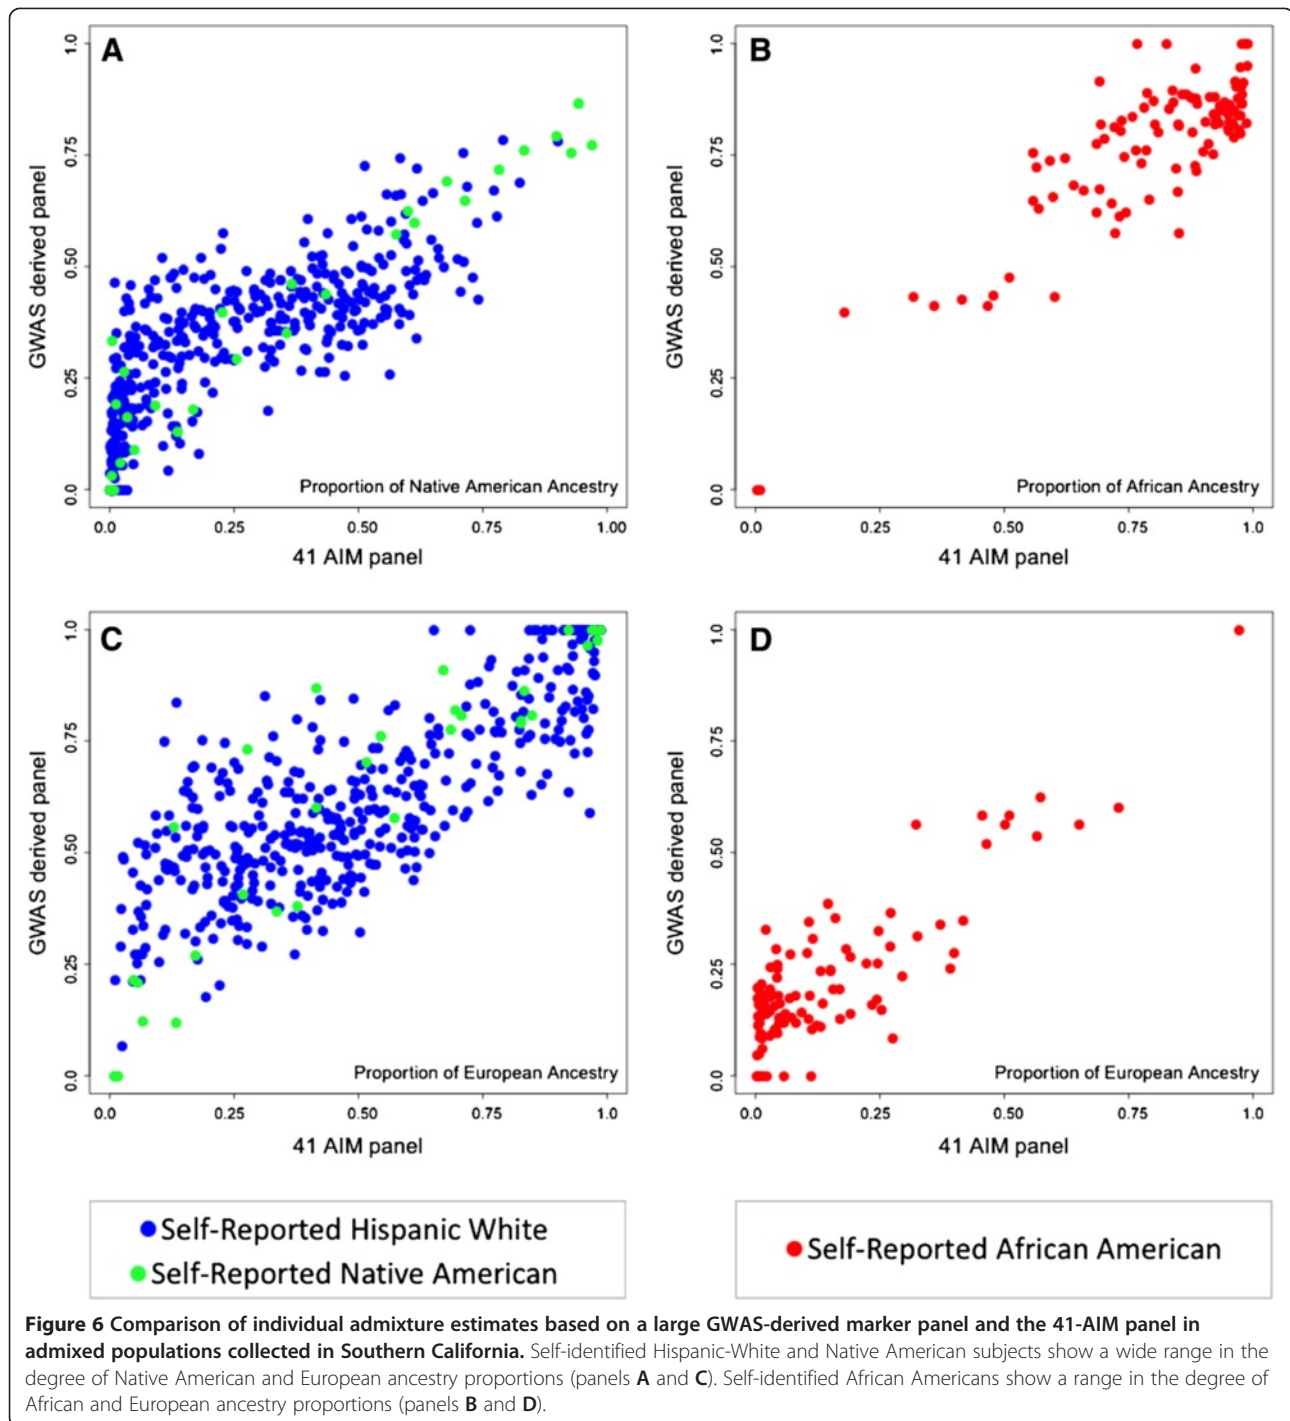 A
GWAS derived panel
1.0
0.75
0.50
0.25
0.0
Proportion of Native American Ancestry
0.0 0.25 0.50 0.75 1.00
41 AIM panel
B
GWAS derived panel
1.0
0.75
0.50
0.25
0.0
Proportion of African Ancestry
0.0 0.25 0.50 0.75 1.0
41 AIM panel
C
GWAS derived panel
1.0
0.75
0.50
0.25
0.0
Proportion of European Ancestry
0.0 0.25 0.50 0.75 1.00
41 AIM panel
D
GWAS derived panel
1.0
0.75
0.50
0.25
0.0
Proportion of European Ancestry
0.0 0.25 0.50 0.75 1.0
41 AIM panel
Self-Reported Hispanic White
Self-Reported Native American
Self-Reported African American
Figure 6 Comparison of individual admixture estimates based on a large GWAS-derived marker panel and the 41-AIM panel in
admixed populations collected in Southern California. Self-identified Hispanic-White and Native American subjects show a wide range in the
degree of Native American and European ancestry proportions (panels A and C). Self-identified African Americans show a range in the degree of
African and European ancestry proportions (panels B and D).